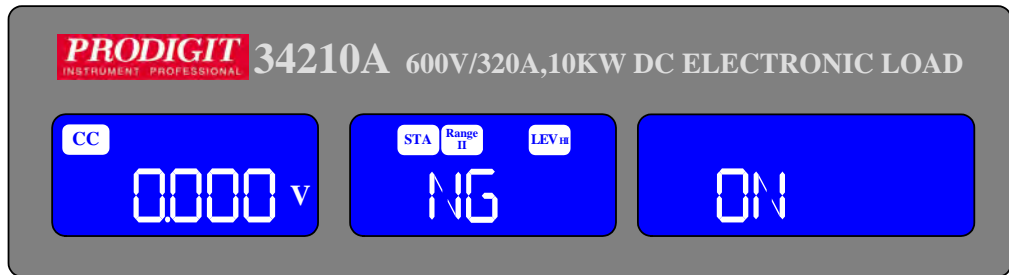 PRODIGIT
INSTRUMENT PROFESSIONAL
34210A 600V/320A,10KW DC ELECTRONIC LOAD
CC
0.000 V
STA Range II LEV HI
NG
ON